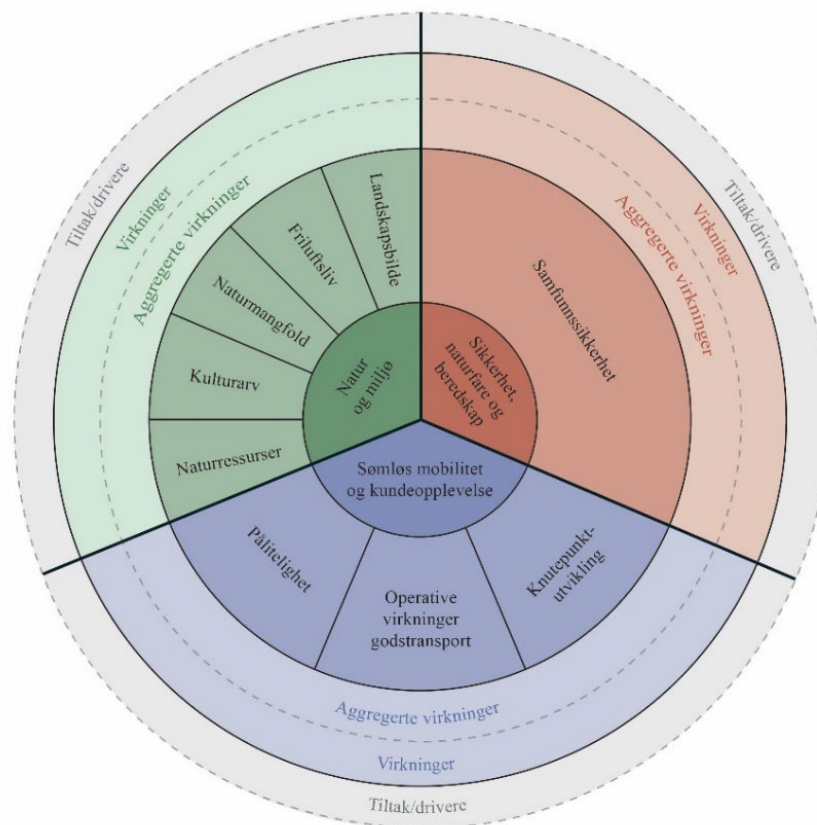 Tiltak/drivere
Virkninger
Aggregerte virkninger
Landskapsbilde
Friluftsliv
Naturmangfold
Kulturarv
Naturressurser
Natur
og miljø
Tiltak/drivere
Virkninger
Aggregerte virkninger
Samfunnssikkerhet
Sikkerhet,
naturfare og
beredskap
Sømløs mobilitet
og kundeopplevelse
Pålitelighet
Operative
virkninger
godstransport
Knutepunkt-
utvikling
Aggregerte virkninger
Virkninger
Tiltak/drivere